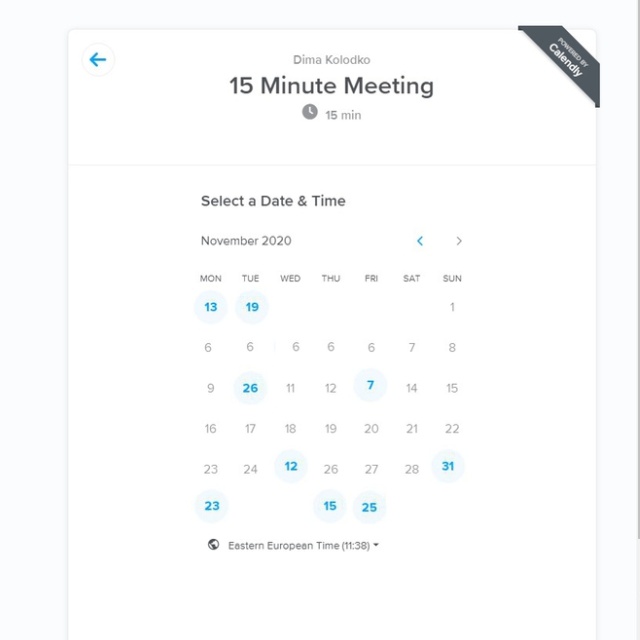 POWERED BY
Calendly
Dima Kolodko
15 Minute Meeting
15 min
Select a Date & Time
November 2020
MON TUE WED THU FRI SAT SUN
13 19 1
6 6 6 6 6 7 8
9 26 11 12 7 14 15
16 17 18 19 20 21 22
23 24 12 26 27 28 31
23 15 25
Eastern European Time (11:38)